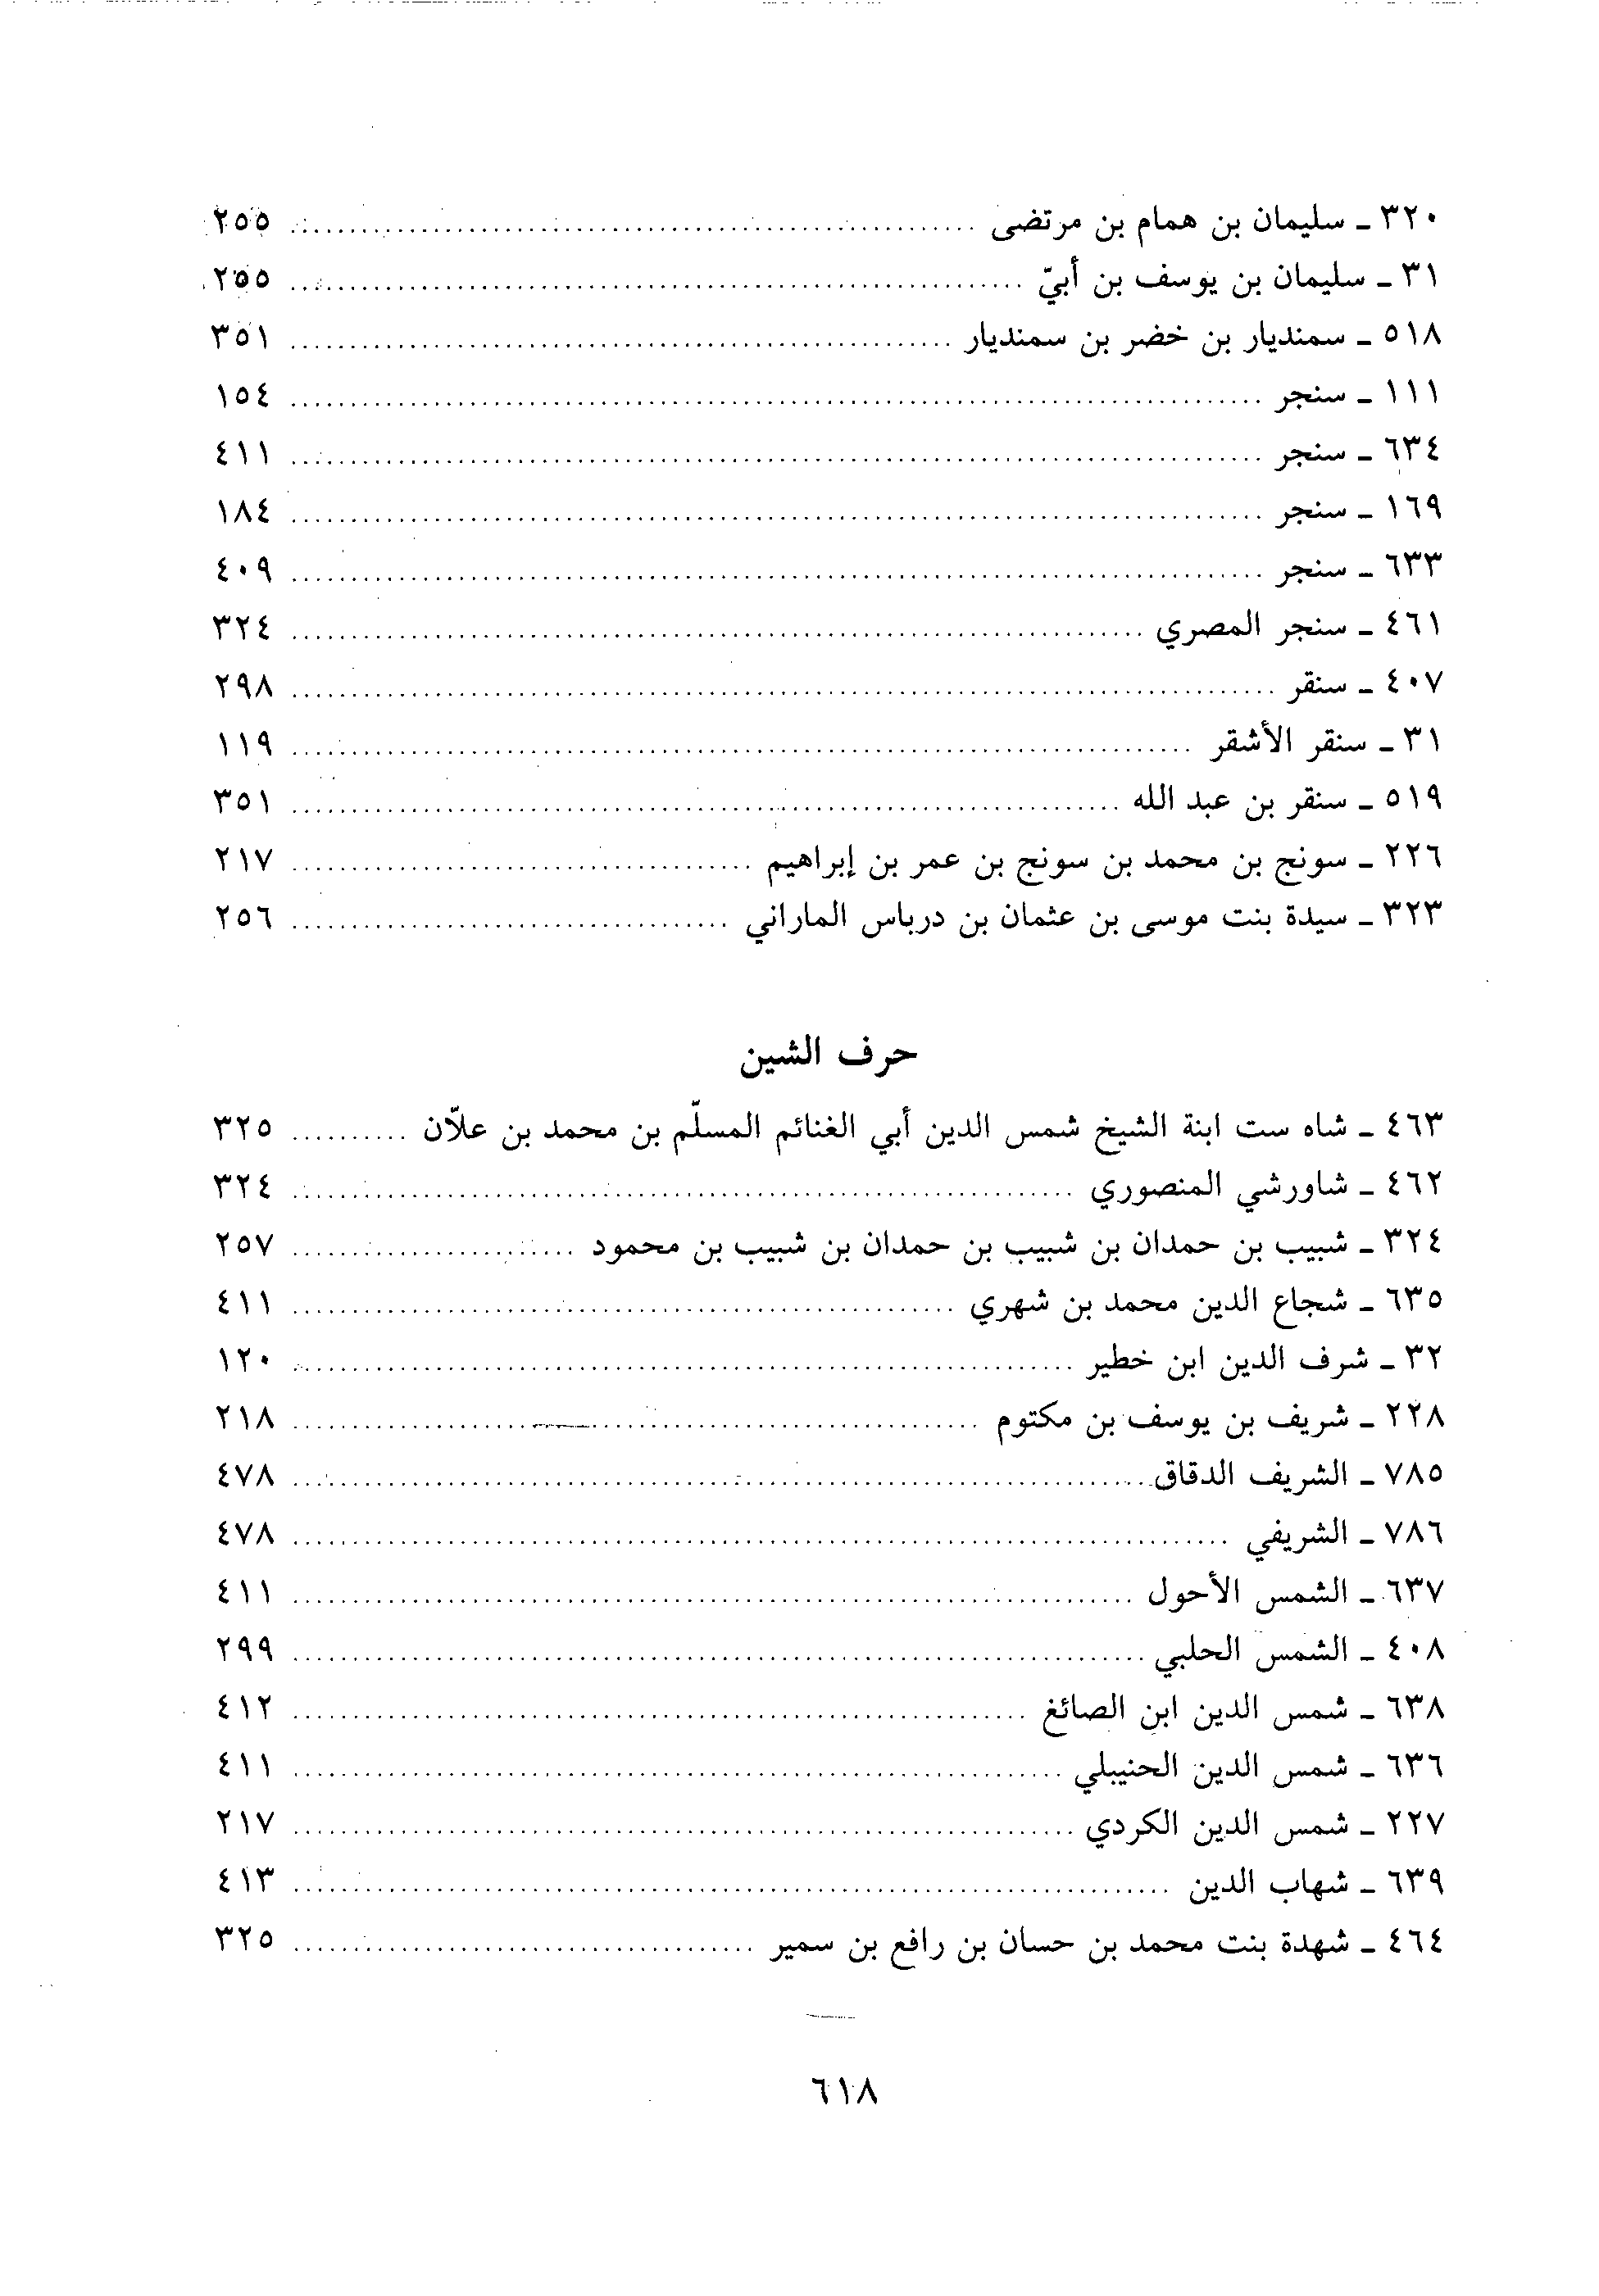 ٣٢٠ - سليمان بن همام بن مرتضى ........ ٢٥٥
٣١ - سليمان بن يوسف بن أبيّ ........ ٢٥٥
٥١٨ - سمنديار بن خضر بن سمنديار ........ ٣٥١
١١١ - سنجر ........ ١٥٤
٦٣٤ - سنجر ........ ٤١١
١٦٩ - سنجر ........ ١٨٤
٦٣٣ - سنجر ........ ٤٠٩
٤٦١ - سنجر المصري ........ ٣٢٤
٤٠٧ - سنقر ........ ٢٩٨
٣١ - سنقر الأشقر ........ ١١٩
٥١٩ - سنقر بن عبد الله ........ ٣٥١
٢٢٦ - سونج بن محمد بن سونج بن عمر بن إبراهيم ........ ٢١٧
٣٢٣ - سيدة بنت موسى بن عثمان بن درباس الماراني ........ ٢٥٦
حرف الشين
٤٦٣ - شاه ست ابنة الشيخ شمس الدين أبي الغنائم المسلّم بن محمد بن علاّن ........ ٣٢٥
٤٦٢ - شاورشي المنصوري ........ ٣٢٤
٣٢٤ - شبيب بن حمدان بن شبيب بن حمدان بن شبيب بن محمود ........ ٢٥٧
٦٣٥ - شجاع الدين محمد بن شهري ........ ٤١١
٣٢ - شرف الدين ابن خطير ........ ١٢٠
٢٢٨ - شريف بن يوسف بن مكتوم ........ ٢١٨
٧٨٥ - الشريف الدقاق ........ ٤٧٨
٧٨٦ - الشريفي ........ ٤٧٨
٦٣٧ - الشمس الأحول ........ ٤١١
٤٠٨ - الشمس الحلبي ........ ٢٩٩
٦٣٨ - شمس الدين ابن الصائغ ........ ٤١٢
٦٣٦ - شمس الدين الحنيبلي ........ ٤١١
٢٢٧ - شمس الدين الكردي ........ ٢١٧
٦٣٩ - شهاب الدين ........ ٤١٣
٤٦٤ - شهدة بنت محمد بن حسان بن رافع بن سمير ........ ٣٢٥
٦١٨